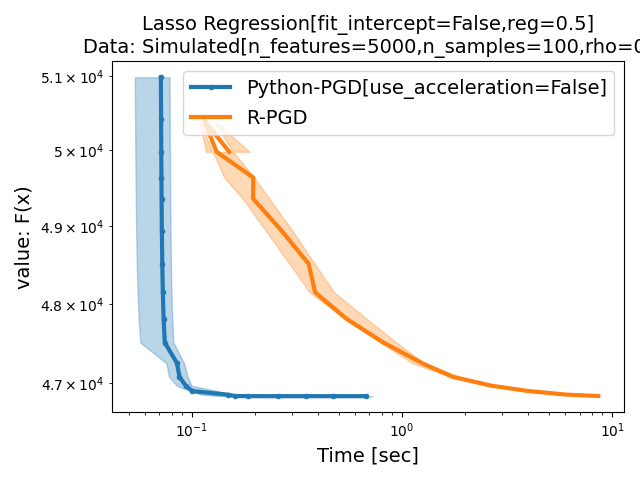 Lasso Regression[fit_intercept=False,reg=0.5]
Data: Simulated[n_features=5000,n_samples=100,rho=0
5.1 × 10⁴
5 × 10⁴
4.9 × 10⁴
4.8 × 10⁴
4.7 × 10⁴
value: F(x)
Python-PGD[use_acceleration=False]
R-PGD
10⁻¹
10⁰
10¹
Time [sec]